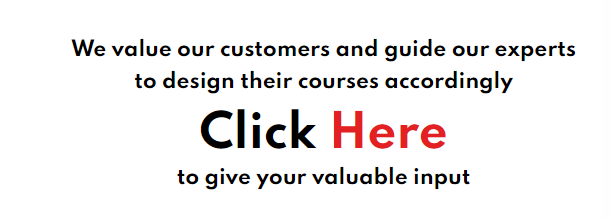 We value our customers and guide our experts
to design their courses accordingly
Click Here
to give your valuable input